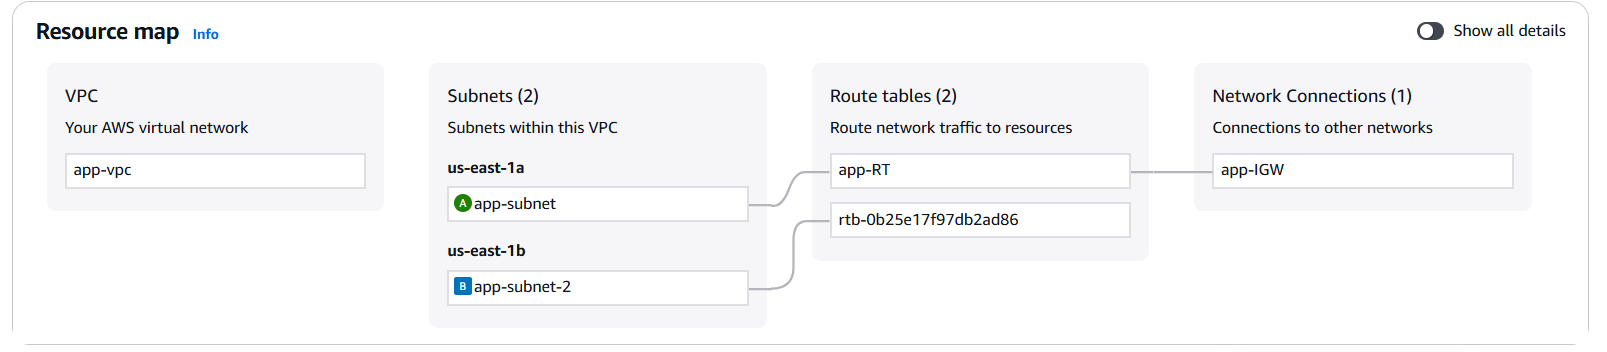 Resource map Info
Show all details
VPC
Your AWS virtual network
app-vpc
Subnets (2)
Subnets within this VPC
us-east-1a
A app-subnet
us-east-1b
B app-subnet-2
Route tables (2)
Route network traffic to resources
app-RT
rtb-0b25e17f97db2ad86
Network Connections (1)
Connections to other networks
app-IGW